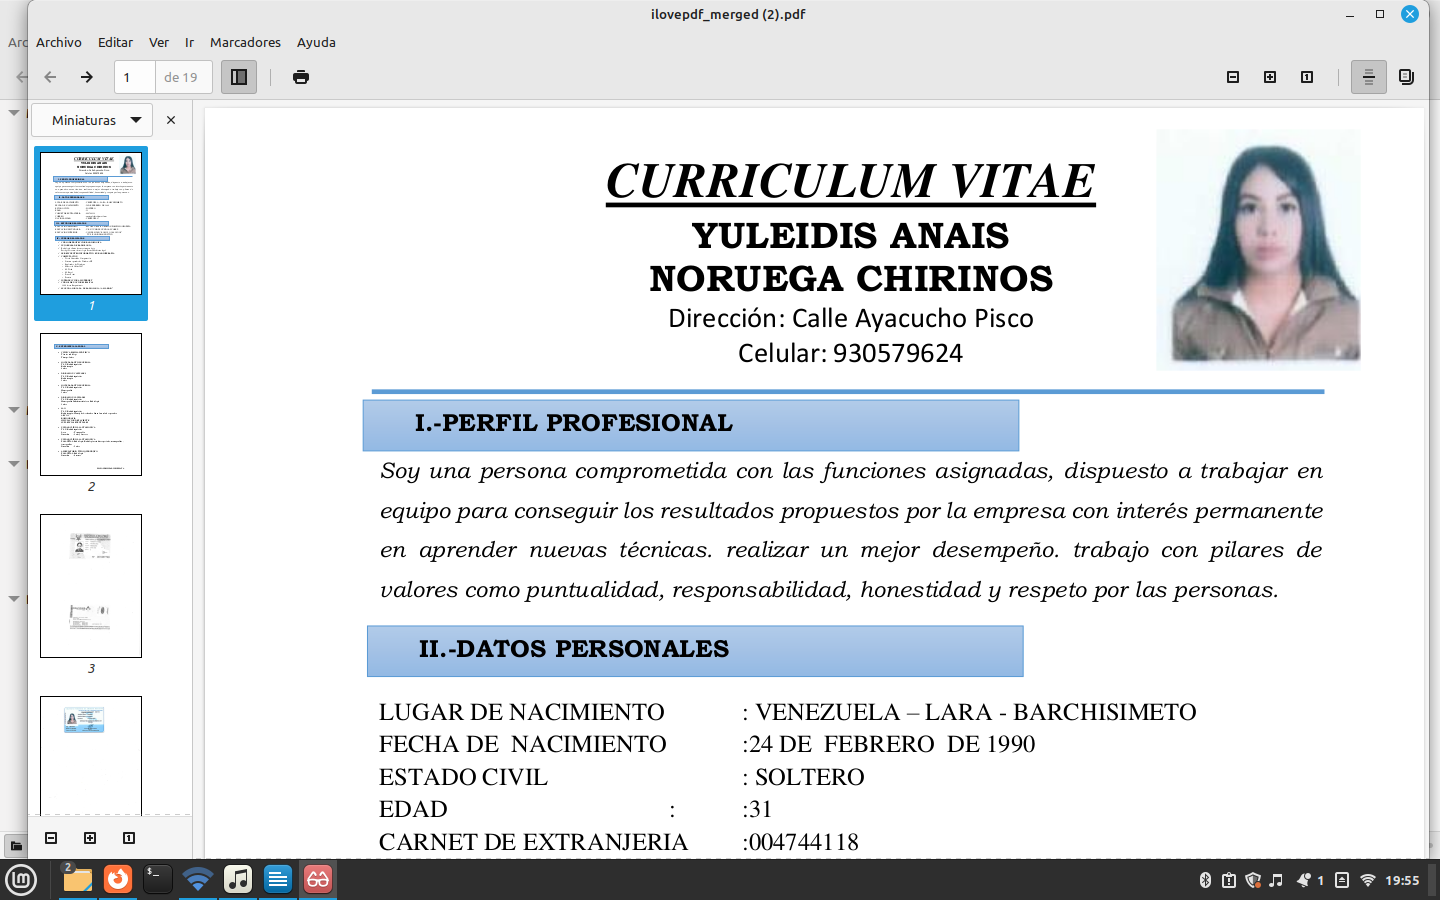 ilovepdf_merged (2).pdf
Archivo Editar Ver Ir Marcadores Ayuda
1 de 19
Miniaturas
1
2
3
CURRICULUM VITAE
YULEIDIS ANAIS
NORUEGA CHIRINOS
Dirección: Calle Ayacucho Pisco
Celular: 930579624
I.-PERFIL PROFESIONAL
Soy una persona comprometida con las funciones asignadas, dispuesto a trabajar en
equipo para conseguir los resultados propuestos por la empresa con interés permanente
en aprender nuevas técnicas. realizar un mejor desempeño. trabajo con pilares de
valores como puntualidad, responsabilidad, honestidad y respeto por las personas.
II.-DATOS PERSONALES
LUGAR DE NACIMIENTO : VENEZUELA – LARA - BARCHISIMETO
FECHA DE NACIMIENTO :24 DE FEBRERO DE 1990
ESTADO CIVIL : SOLTERO
EDAD : :31
CARNET DE EXTRANJERIA :004744118
2
1 19:55